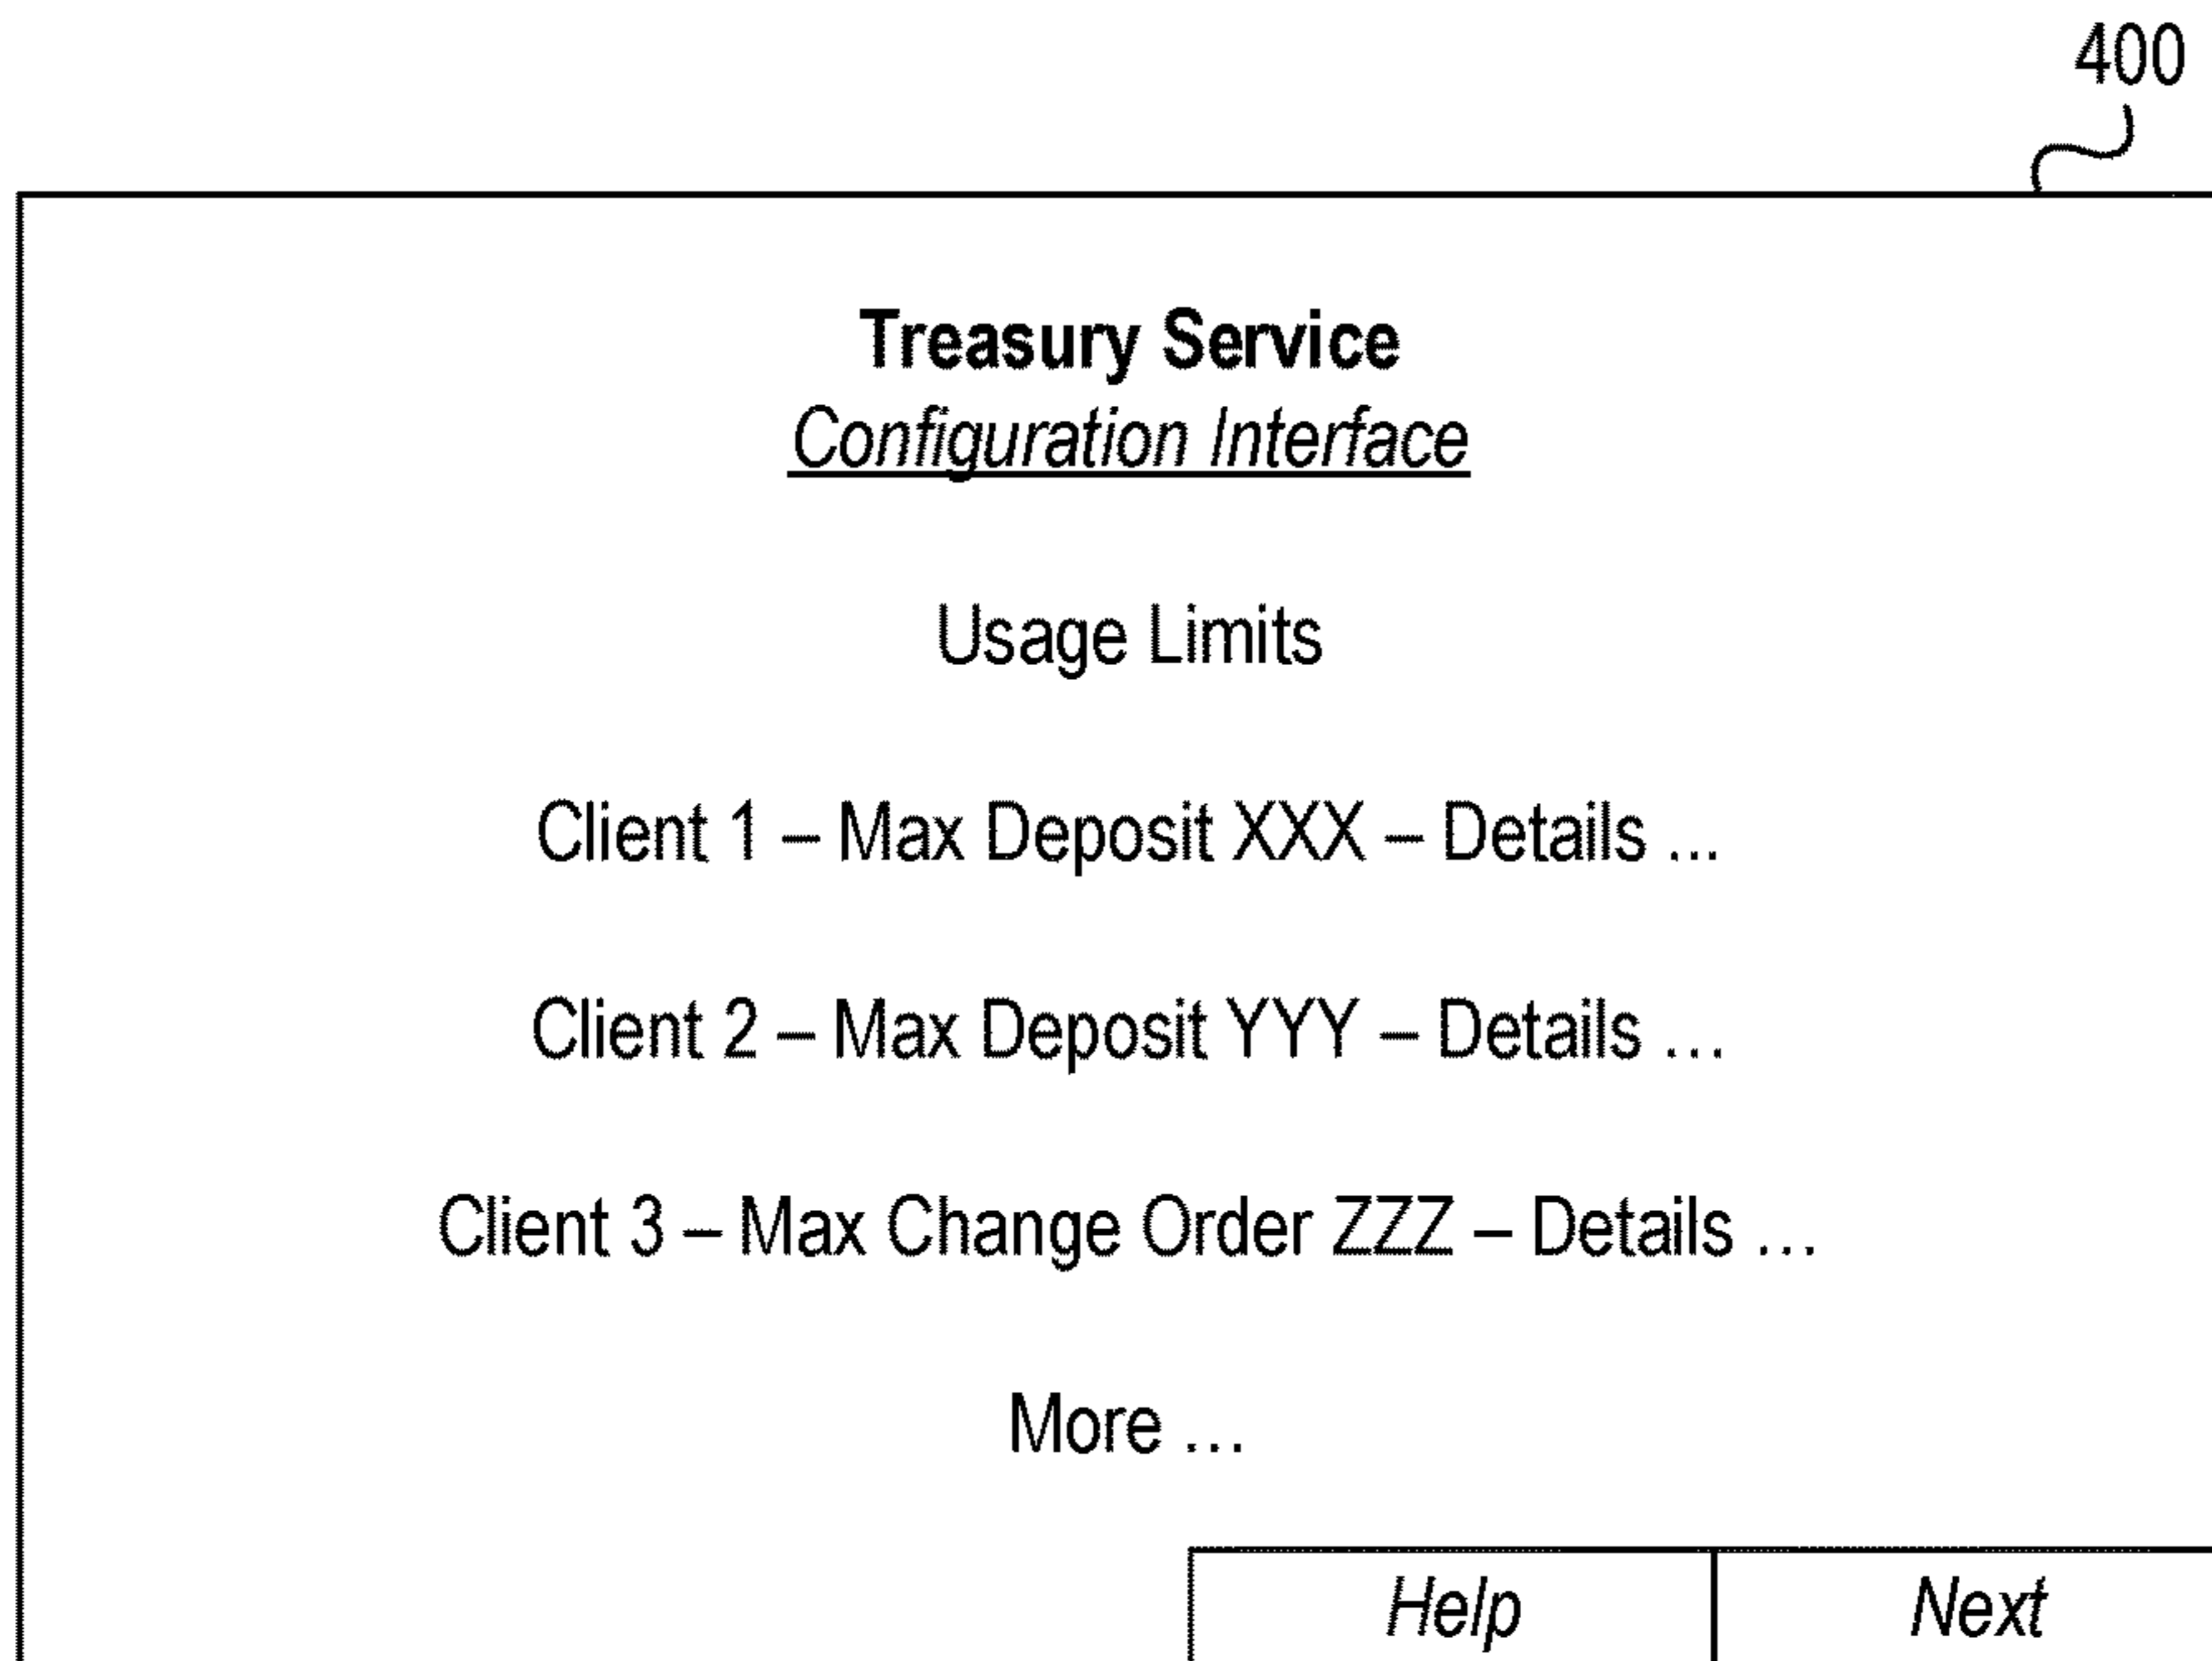 400
Treasury Service
Configuration Interface
Usage Limits
Client 1 – Max Deposit XXX – Details ...
Client 2 – Max Deposit YYY – Details ...
Client 3 – Max Change Order ZZZ – Details ...
More ...
Help Next